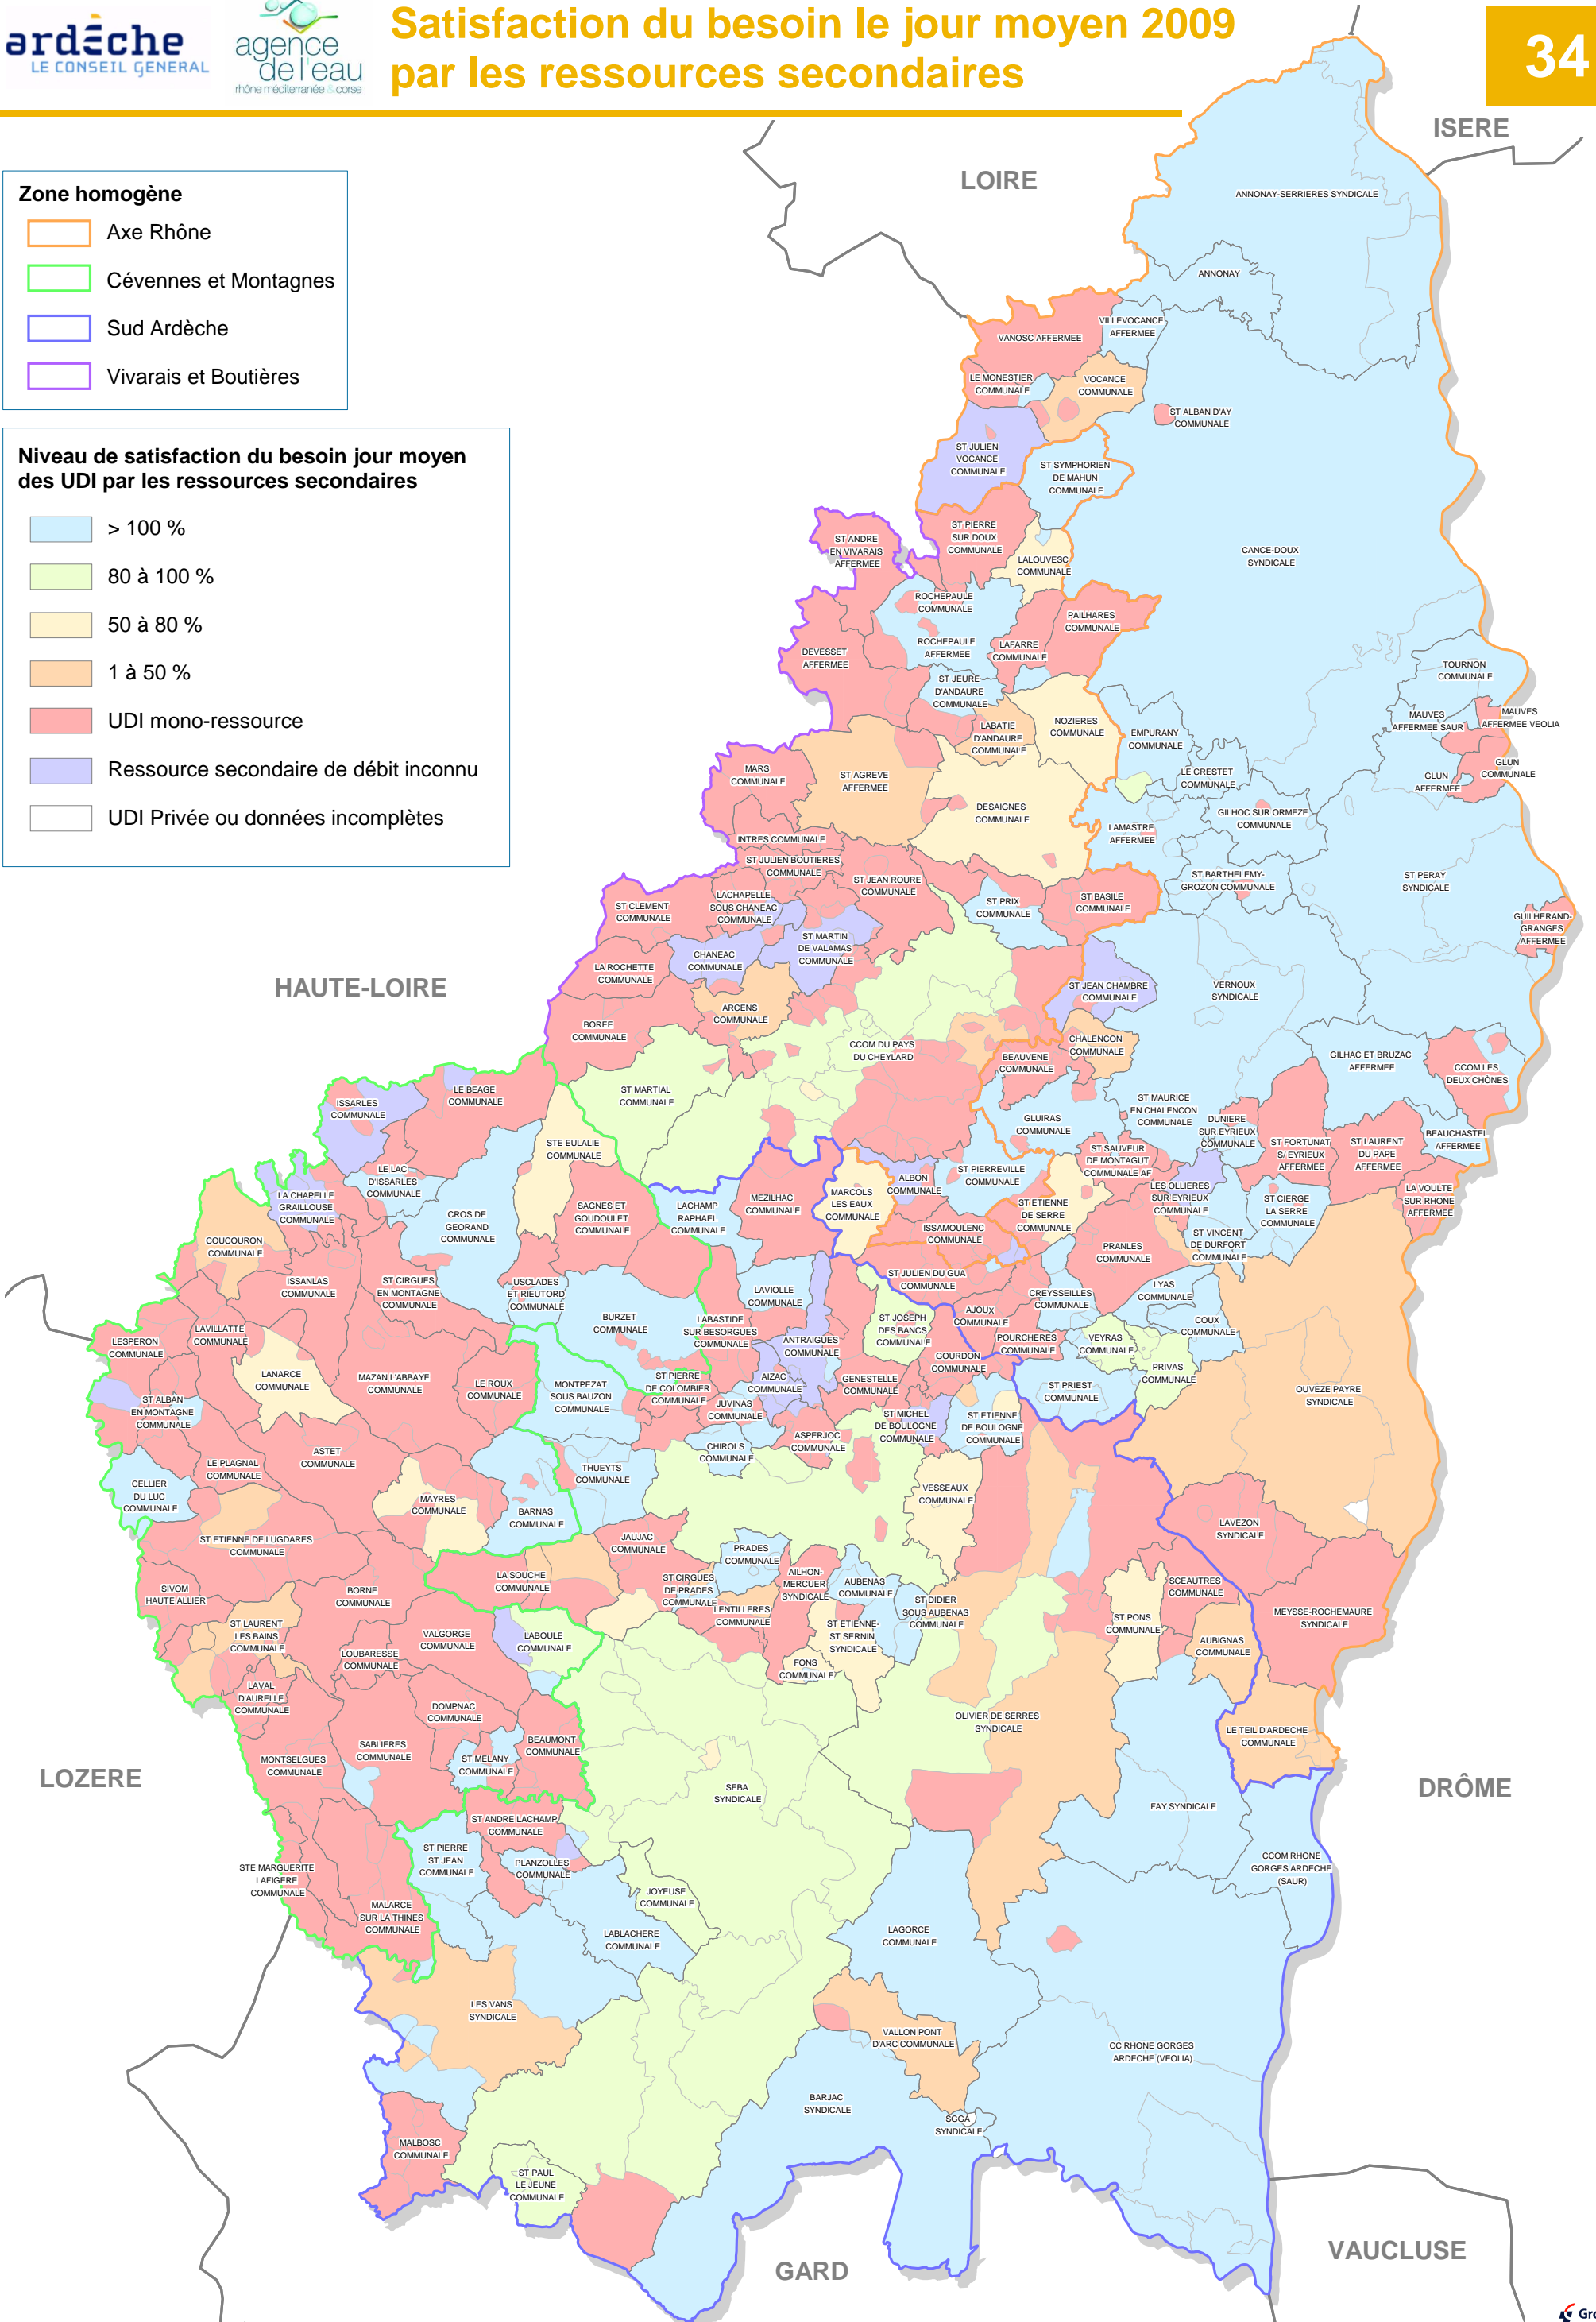 ardèche
LE CONSEIL GENERAL
agence
de l'eau
rhône méditerranée & corse
Satisfaction du besoin le jour moyen 2009
par les ressources secondaires
34
Zone homogène
Axe Rhône
Cévennes et Montagnes
Sud Ardèche
Vivarais et Boutières
Niveau de satisfaction du besoin jour moyen
des UDI par les ressources secondaires
> 100 %
80 à 100 %
50 à 80 %
1 à 50 %
UDI mono-ressource
Ressource secondaire de débit inconnu
UDI Privée ou données incomplètes
ISERE
LOIRE
HAUTE-LOIRE
LOZERE
DRÔME
GARD
VAUCLUSE
ANNONAY-SERRIERES SYNDICALE
ANNONAY
VILLEVOCANCE
AFFERMEE
VANOSC AFFERMEE
LE MONESTIER
COMMUNALE
VOCANCE
COMMUNALE
ST ALBAN D'AY
COMMUNALE
ST JULIEN
VOCANCE
COMMUNALE
ST SYMPHORIEN
DE MAHUN
COMMUNALE
ST PIERRE
SUR DOUX
COMMUNALE
ST ANDRE
EN VIVARAIS
AFFERMEE
LALOUVESC
COMMUNALE
CANCE-DOUX
SYNDICALE
ROCHEPAULE
COMMUNALE
PAILHARES
COMMUNALE
ROCHEPAULE
AFFERMEE
LAFARRE
COMMUNALE
DEVESSET
AFFERMEE
ST JEURE
D'ANDAURE
COMMUNALE
TOURNON
COMMUNALE
NOZIERES
COMMUNALE
LABATIE
D'ANDAURE
COMMUNALE
EMPURANY
COMMUNALE
MAUVES
AFFERMEE SAUR
MAUVES
AFFERMEE VEOLIA
MARS
COMMUNALE
ST AGREVE
AFFERMEE
LE CRESTET
COMMUNALE
GLUN
AFFERMEE
GLUN
COMMUNALE
DESAIGNES
COMMUNALE
GILHOC SUR ORMEZE
COMMUNALE
LAMASTRE
AFFERMEE
INTRES COMMUNALE
ST JULIEN BOUTIERES
COMMUNALE
ST JEAN ROURE
COMMUNALE
ST BARTHELEMY-
GROZON COMMUNALE
ST PERAY
SYNDICALE
LACHAPELLE
SOUS CHANEAC
COMMUNALE
ST PRIX
COMMUNALE
ST BASILE
COMMUNALE
ST CLEMENT
COMMUNALE
GUILHERAND-
GRANGES
AFFERMEE
ST MARTIN
DE VALAMAS
COMMUNALE
CHANEAC
COMMUNALE
LA ROCHETTE
COMMUNALE
ST JEAN CHAMBRE
COMMUNALE
VERNOUX
SYNDICALE
ARCENS
COMMUNALE
BOREE
COMMUNALE
CCOM DU PAYS
DU CHEYLARD
CHALENCON
COMMUNALE
BEAUVENE
COMMUNALE
GILHAC ET BRUZAC
AFFERMEE
CCOM LES
DEUX CHÔNES
ST MARTIAL
COMMUNALE
LE BEAGE
COMMUNALE
ISSARLES
COMMUNALE
GLUIRAS
COMMUNALE
ST MAURICE
EN CHALENCON
COMMUNALE
DUNIERE
SUR EYRIEUX
COMMUNALE
ST FORTUNAT
S/ EYRIEUX
AFFERMEE
ST LAURENT
DU PAPE
AFFERMEE
BEAUCHASTEL
AFFERMEE
STE EULALIE
COMMUNALE
ST SAUVEUR
DE MONTAGUT
COMMUNALE AF
LE LAC
D'ISSARLES
COMMUNALE
ALBON
COMMUNALE
ST PIERREVILLE
COMMUNALE
LES OLLIERES
SUR EYRIEUX
COMMUNALE
LA VOULTE
SUR RHONE
AFFERMEE
LA CHAPELLE
GRAILLOUSE
COMMUNALE
MARCOLS
LES EAUX
COMMUNALE
MEZILHAC
COMMUNALE
LACHAMP
RAPHAEL
COMMUNALE
SAGNES ET
GOUDOULET
COMMUNALE
CROS DE
GEORAND
COMMUNALE
ST ETIENNE
DE SERRE
COMMUNALE
ST CIERGE
LA SERRE
COMMUNALE
ISSAMOULENC
COMMUNALE
ST VINCENT
DE DURFORT
COMMUNALE
PRANLES
COMMUNALE
COUCOURON
COMMUNALE
ISSANLAS
COMMUNALE
ST CIRGUES
EN MONTAGNE
COMMUNALE
USCLADES
ET RIEUTORD
COMMUNALE
LAVIOLLE
COMMUNALE
ST JULIEN DU GUA
COMMUNALE
LYAS
COMMUNALE
CREYSSEILLES
COMMUNALE
AJOUX
COMMUNALE
COUX
COMMUNALE
BURZET
COMMUNALE
LABASTIDE
SUR BESORGUES
COMMUNALE
ST JOSEPH
DES BANCS
COMMUNALE
ANTRAIGUES
COMMUNALE
POURCHERES
COMMUNALE
VEYRAS
COMMUNALE
PRIVAS
COMMUNALE
LESPERON
COMMUNALE
LAVILLATTE
COMMUNALE
GOURDON
COMMUNALE
LANARCE
COMMUNALE
MAZAN L'ABBAYE
COMMUNALE
LE ROUX
COMMUNALE
MONTPEZAT
SOUS BAUZON
COMMUNALE
ST PIERRE
DE COLOMBIER
COMMUNALE
AIZAC
COMMUNALE
GENESTELLE
COMMUNALE
ST PRIEST
COMMUNALE
OUVEZE PAYRE
SYNDICALE
ST ALBAN
EN MONTAGNE
COMMUNALE
JUVINAS
COMMUNALE
ST MICHEL
DE BOULOGNE
COMMUNALE
ST ETIENNE
DE BOULOGNE
COMMUNALE
ASPERJOC
COMMUNALE
CHIROLS
COMMUNALE
ASTET
COMMUNALE
LE PLAGNAL
COMMUNALE
THUEYTS
COMMUNALE
CELLIER
DU LUC
COMMUNALE
MAYRES
COMMUNALE
BARNAS
COMMUNALE
VESSEAUX
COMMUNALE
LAVEZON
SYNDICALE
ST ETIENNE DE LUGDARES
COMMUNALE
JAUJAC
COMMUNALE
PRADES
COMMUNALE
LA SOUCHE
COMMUNALE
ST CIRGUES
DE PRADES
COMMUNALE
AILHON-
MERCUER
SYNDICALE
AUBENAS
COMMUNALE
SIVOM
HAUTE ALLIER
BORNE
COMMUNALE
SCEAUTRES
COMMUNALE
LENTILLERES
COMMUNALE
ST DIDIER
SOUS AUBENAS
COMMUNALE
MEYSSE-ROCHEMAURE
SYNDICALE
ST LAURENT
LES BAINS
COMMUNALE
VALGORGE
COMMUNALE
LABOULE
COMMUNALE
ST ETIENNE-
ST SERNIN
SYNDICALE
ST PONS
COMMUNALE
AUBIGNAS
COMMUNALE
LOUBARESSE
COMMUNALE
FONS
COMMUNALE
LAVAL
D'AURELLE
COMMUNALE
DOMPNAC
COMMUNALE
OLIVIER DE SERRES
SYNDICALE
LE TEIL D'ARDECHE
COMMUNALE
BEAUMONT
COMMUNALE
SABLIERES
COMMUNALE
MONTSELGUES
COMMUNALE
ST MELANY
COMMUNALE
SEBA
SYNDICALE
FAY SYNDICALE
ST ANDRE LACHAMP
COMMUNALE
ST PIERRE
ST JEAN
COMMUNALE
PLANZOLLES
COMMUNALE
CCOM RHONE
GORGES ARDECHE
(SAUR)
STE MARGUERITE
LAFIGERE
COMMUNALE
JOYEUSE
COMMUNALE
MALARCE
SUR LA THINES
COMMUNALE
LABLACHERE
COMMUNALE
LAGORCE
COMMUNALE
LES VANS
SYNDICALE
VALLON PONT
D'ARC COMMUNALE
CC RHONE GORGES
ARDECHE (VEOLIA)
BARJAC
SYNDICALE
SGGA
SYNDICALE
MALBOSC
COMMUNALE
ST PAUL
LE JEUNE
COMMUNALE
Gro